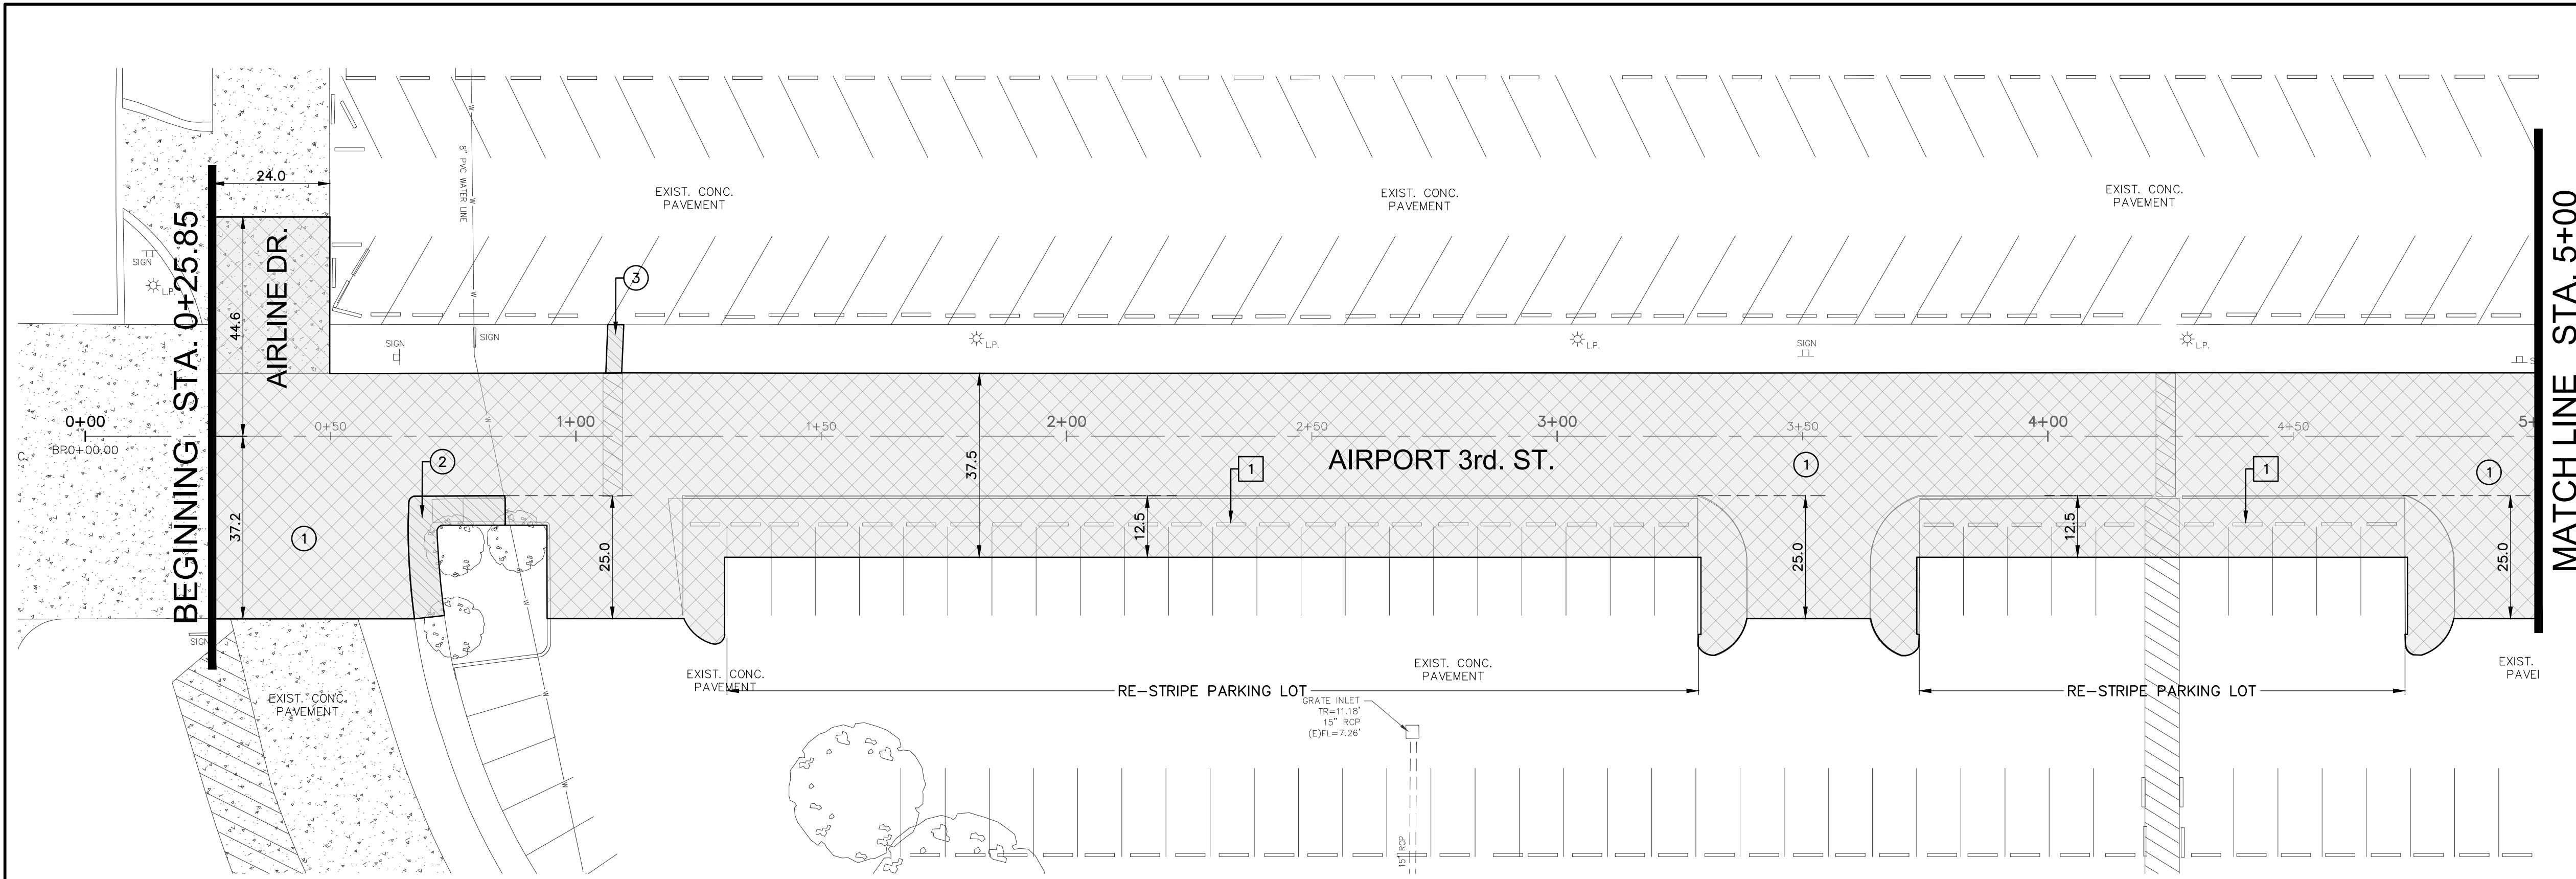 24.0
8" PVC WATER LINE
EXIST. CONC.
PAVEMENT
EXIST. CONC.
PAVEMENT
EXIST. CONC.
PAVEMENT
BEGINNING STA. 0+25.85
AIRLINE DR.
MATCH LINE STA. 5+00
SIGN
L.P.
44.6
3
SIGN
SIGN
L.P.
L.P.
SIGN
L.P.
S
0+00
BP.0+00.00
C.
0+50
1+00
1+50
2+00
2+50
3+00
3+50
4+00
4+50
5+
W
W
W
W
W
W
W
2
37.5
1
AIRPORT 3rd. ST.
1
1
1
37.2
1
25.0
12.5
25.0
12.5
25.0
SIGN
EXIST. CONC.
PAVEMENT
EXIST. CONC.
PAVEMENT
EXIST. CONC.
PAVEMENT
EXIST.
PAVEI
RE-STRIPE PARKING LOT
RE-STRIPE PARKING LOT
GRATE INLET
TR=11.18'
15" RCP
(E)FL=7.26'
15" RCP